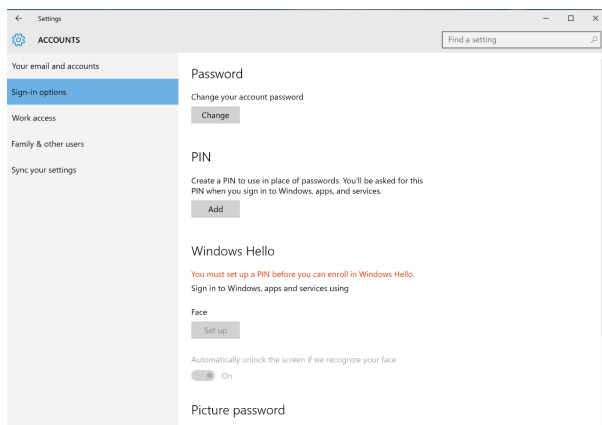 Settings
ACCOUNTS
Find a setting
Your email and accounts
Sign-in options
Work access
Family & other users
Sync your settings
Password
Change your account password
Change
PIN
Create a PIN to use in place of passwords. You'll be asked for this
PIN when you sign in to Windows, apps, and services.
Add
Windows Hello
You must set up a PIN before you can enroll in Windows Hello.
Sign in to Windows, apps and services using
Face
Set up
Automatically unlock the screen if we recognize your face
On
Picture password